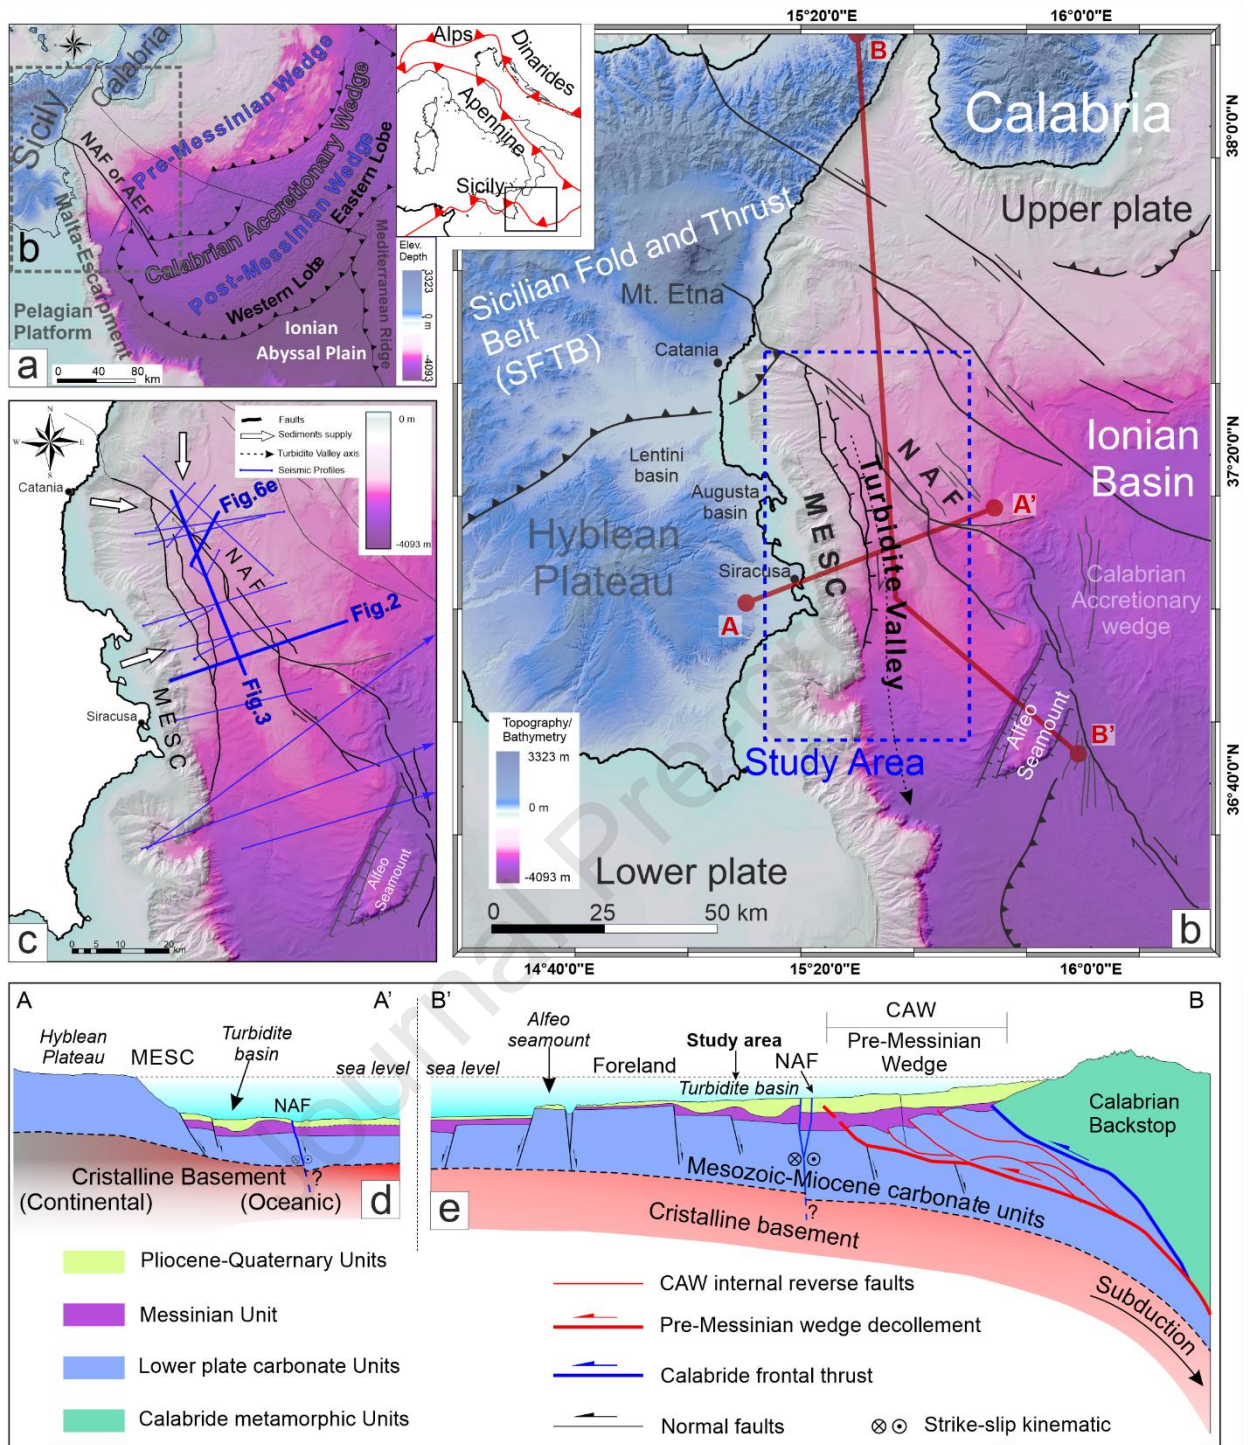 Calabria
Sicily
NAF or AEF
Pre-Messinian Wedge
Calabrian Accretionary Wedge
Post-Messinian Wedge
Eastern Lobe
Western Lobe
Malta-Escarpment
Pelagian
Platform
Ionian
Abyssal Plain
Mediterranean Ridge
b
a
0 40 80
km
Alps
Dinarides
Apennine
Sicily
Elev.
Depth
3323
0 m
-4093
15°20'0"E
16°0'0"E
B
Calabria
Upper plate
Sicilian Fold and Thrust
Belt
(SFTB)
Mt. Etna
Catania
Lentini
basin
Augusta
basin
Hyblean
Plateau
Siracusa
A
A'
MESC
Turbidite Valley
NAF
Ionian
Basin
Calabrian
Accretionary
wedge
Alfeo
Seamount
B'
Study Area
Topography/
Bathymetry
3323 m
0 m
-4093 m
Lower plate
0 25 50 km
b
38°0'0"N
37°20'0"N
36°40'0"N
14°40'0"E
15°20'0"E
16°0'0"E
N
W
E
S
Faults
Sediments supply
Turbidite Valley axis
Seismic Profiles
0 m
-4093 m
Catania
Fig.6e
NAF
Fig.2
Fig.3
MESC
Siracusa
Alfeo
Seamount
c
0 5 10 20
km
Journal Pre-proof
A
A'
Hyblean
Plateau
MESC
Turbidite
basin
sea level
NAF
?
Cristalline Basement
(Continental)
(Oceanic)
d
B'
B
Alfeo
seamount
sea level
Foreland
Study area
Turbidite basin
NAF
CAW
Pre-Messinian
Wedge
Calabrian
Backstop
Mesozoic-Miocene carbonate units
?
Cristalline basement
Subduction
e
Pliocene-Quaternary Units
Messinian Unit
Lower plate carbonate Units
Calabride metamorphic Units
CAW internal reverse faults
Pre-Messinian wedge decollement
Calabride frontal thrust
Normal faults
Strike-slip kinematic